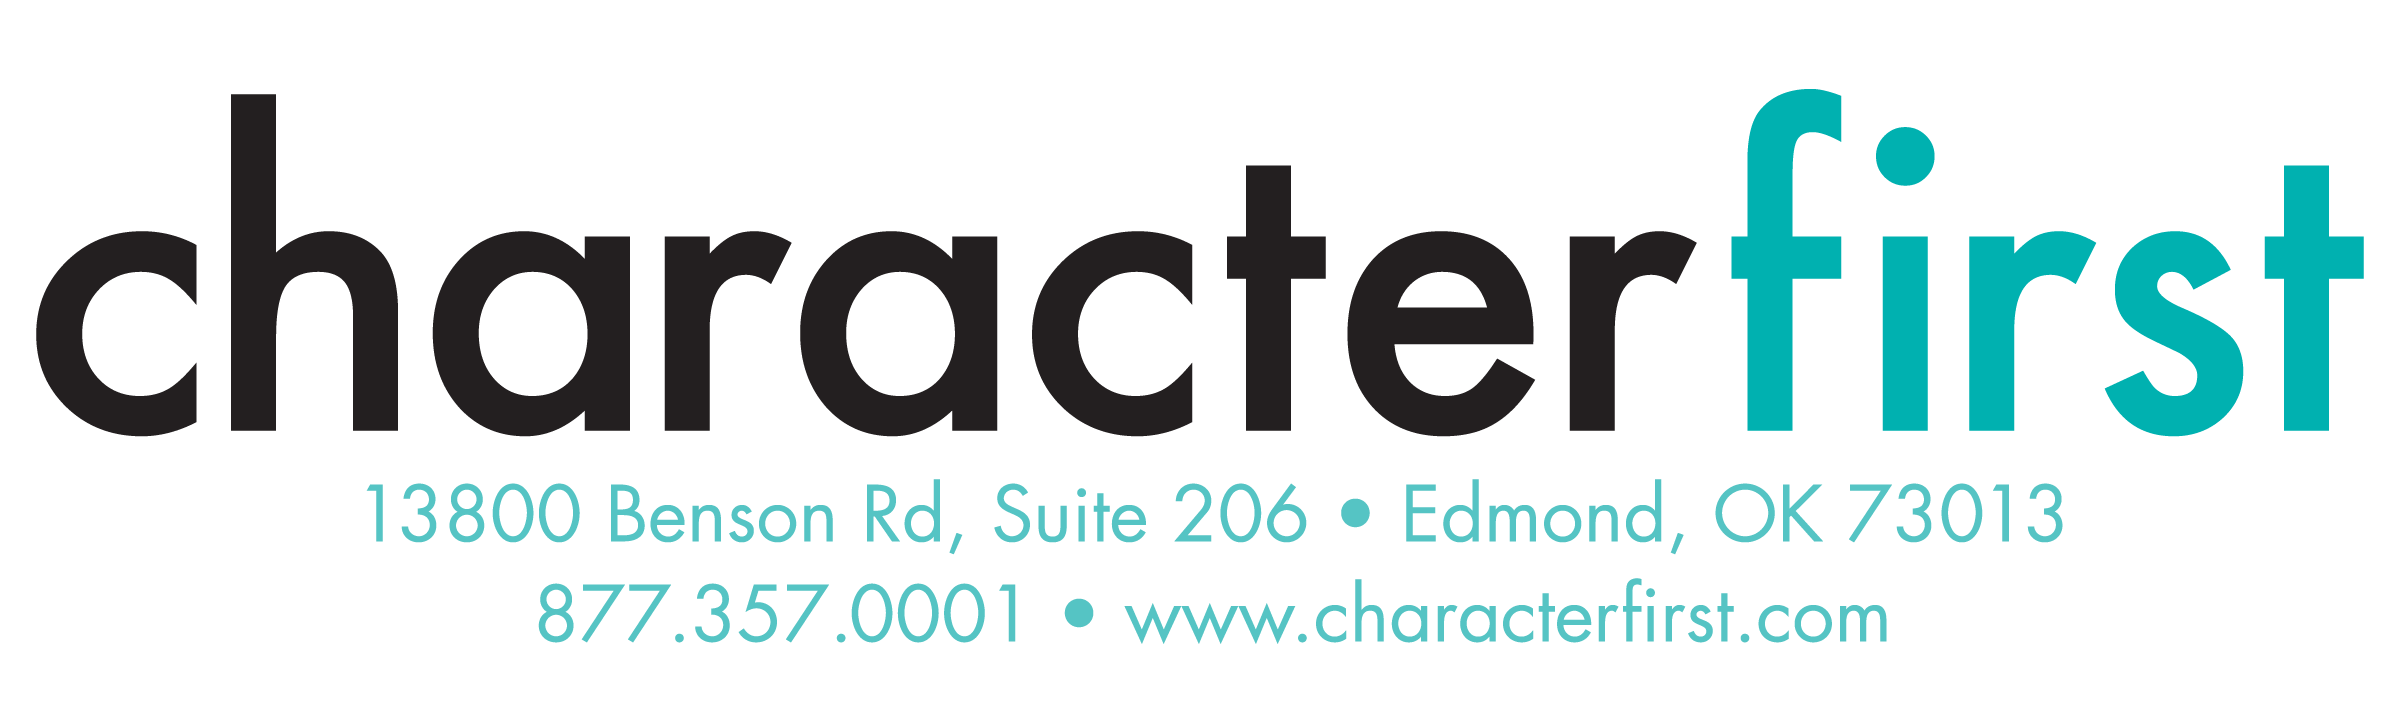 characterfirst
13800 Benson Rd, Suite 206 • Edmond, OK 73013
877.357.0001 • www.characterfirst.com